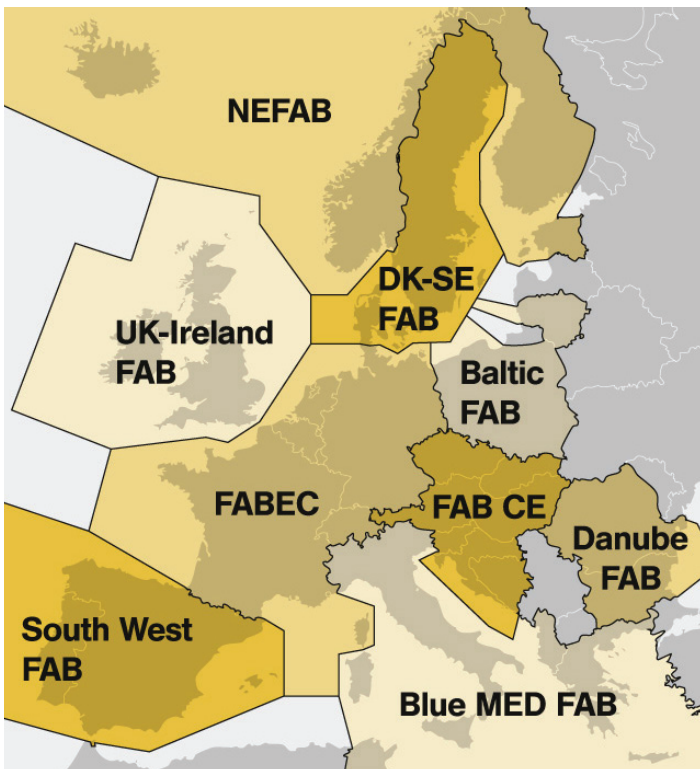 NEFAB
DK-SE
FAB
UK-Ireland
FAB
Baltic
FAB
FABEC
FAB CE
Danube
FAB
South West
FAB
Blue MED FAB